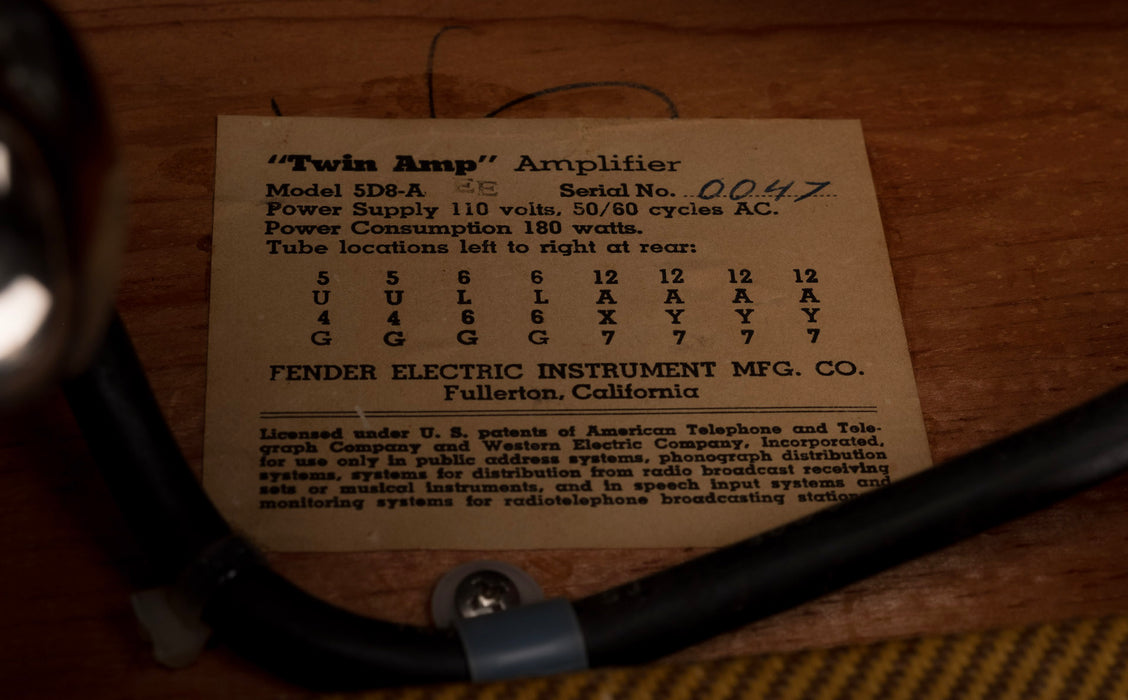 “Twin Amp” Amplifier
Model 5D8-A EE Serial No. 0047
Power Supply 110 volts, 50/60 cycles AC.
Power Consumption 180 watts.
Tube locations left to right at rear:
5 5 6 6 12 12 12 12
U U L L A A A A
4 4 6 6 X Y Y Y
G G G G 7 7 7 7
FENDER ELECTRIC INSTRUMENT MFG. CO.
Fullerton, California
Licensed under U. S. patents of American Telephone and Tele-
graph Company and Western Electric Company, Incorporated,
for use only in public address systems, phonograph distribution
systems, systems for distribution from radio broadcast receiving
sets or musical instruments, and in speech input systems and
monitoring systems for radiotelephone broadcasting stations